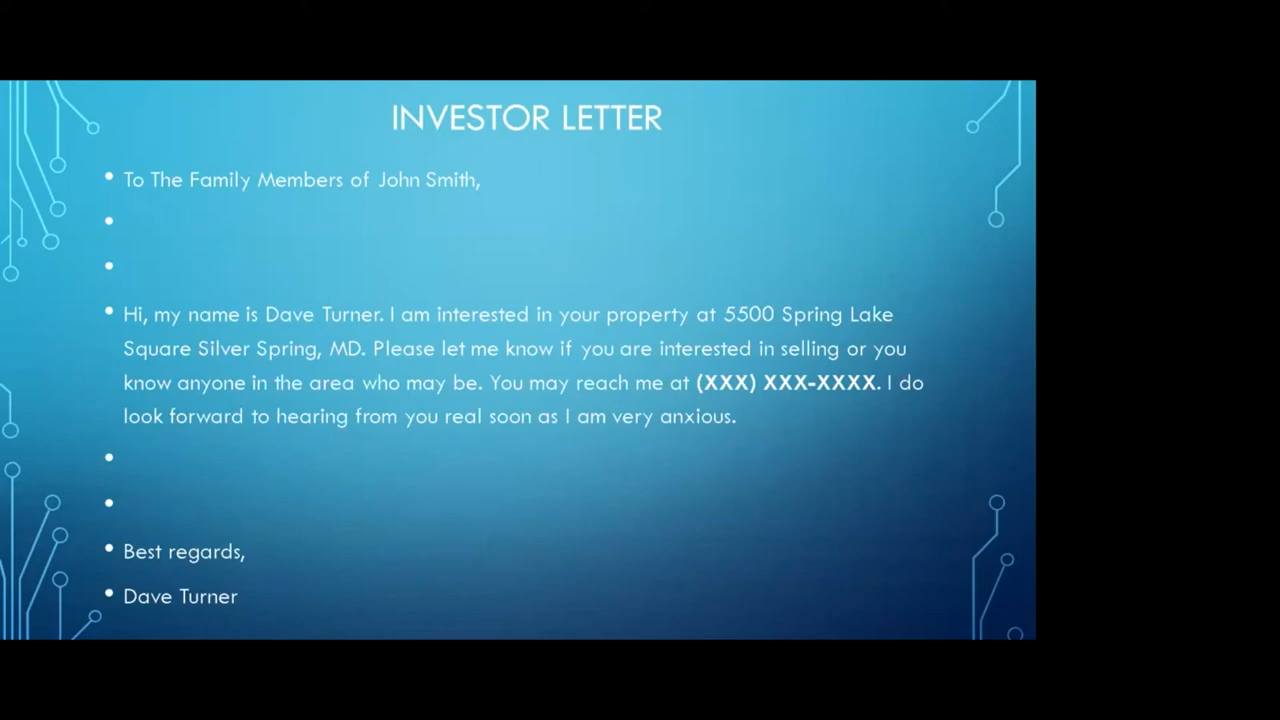 INVESTOR LETTER
• To The Family Members of John Smith,
•
•
• Hi, my name is Dave Turner. I am interested in your property at 5500 Spring Lake
Square Silver Spring, MD. Please let me know if you are interested in selling or you
know anyone in the area who may be. You may reach me at (XXX) XXX-XXXX. I do
look forward to hearing from you real soon as I am very anxious.
•
•
• Best regards,
• Dave Turner